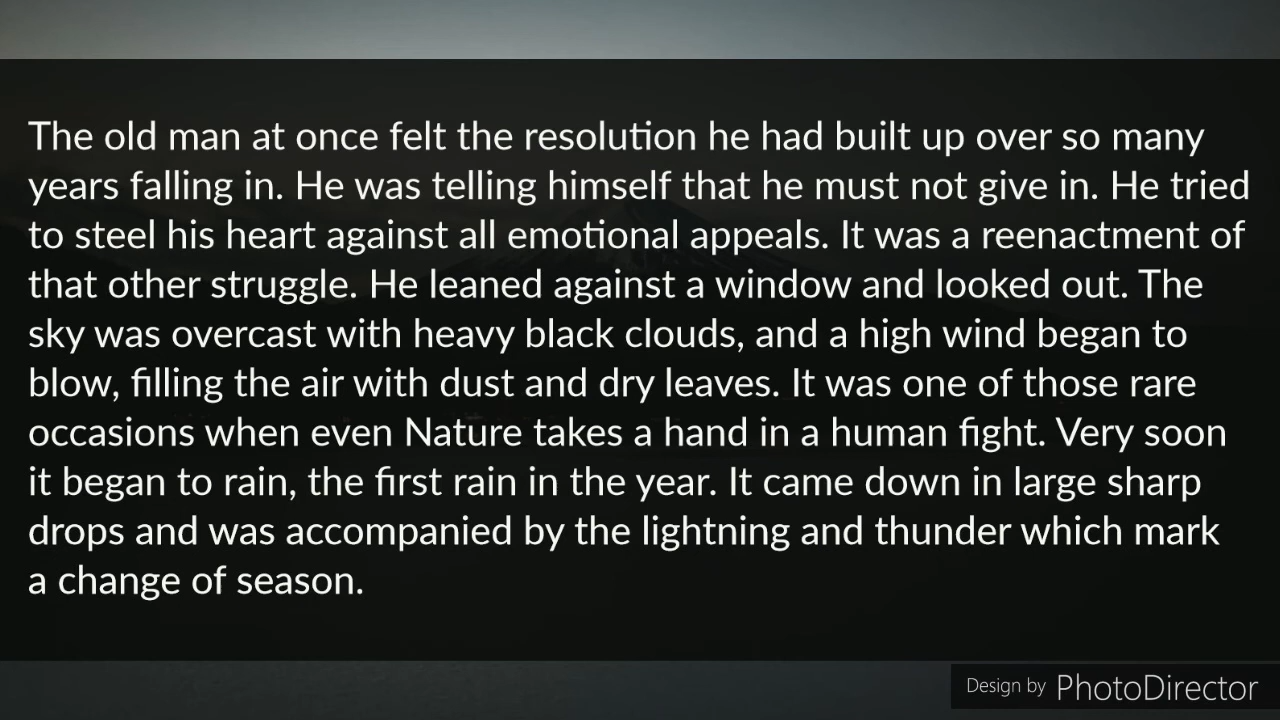 The old man at once felt the resolution he had built up over so many
years falling in. He was telling himself that he must not give in. He tried
to steel his heart against all emotional appeals. It was a reenactment of
that other struggle. He leaned against a window and looked out. The
sky was overcast with heavy black clouds, and a high wind began to
blow, filling the air with dust and dry leaves. It was one of those rare
occasions when even Nature takes a hand in a human fight. Very soon
it began to rain, the first rain in the year. It came down in large sharp
drops and was accompanied by the lightning and thunder which mark
a change of season.
Design by PhotoDirector